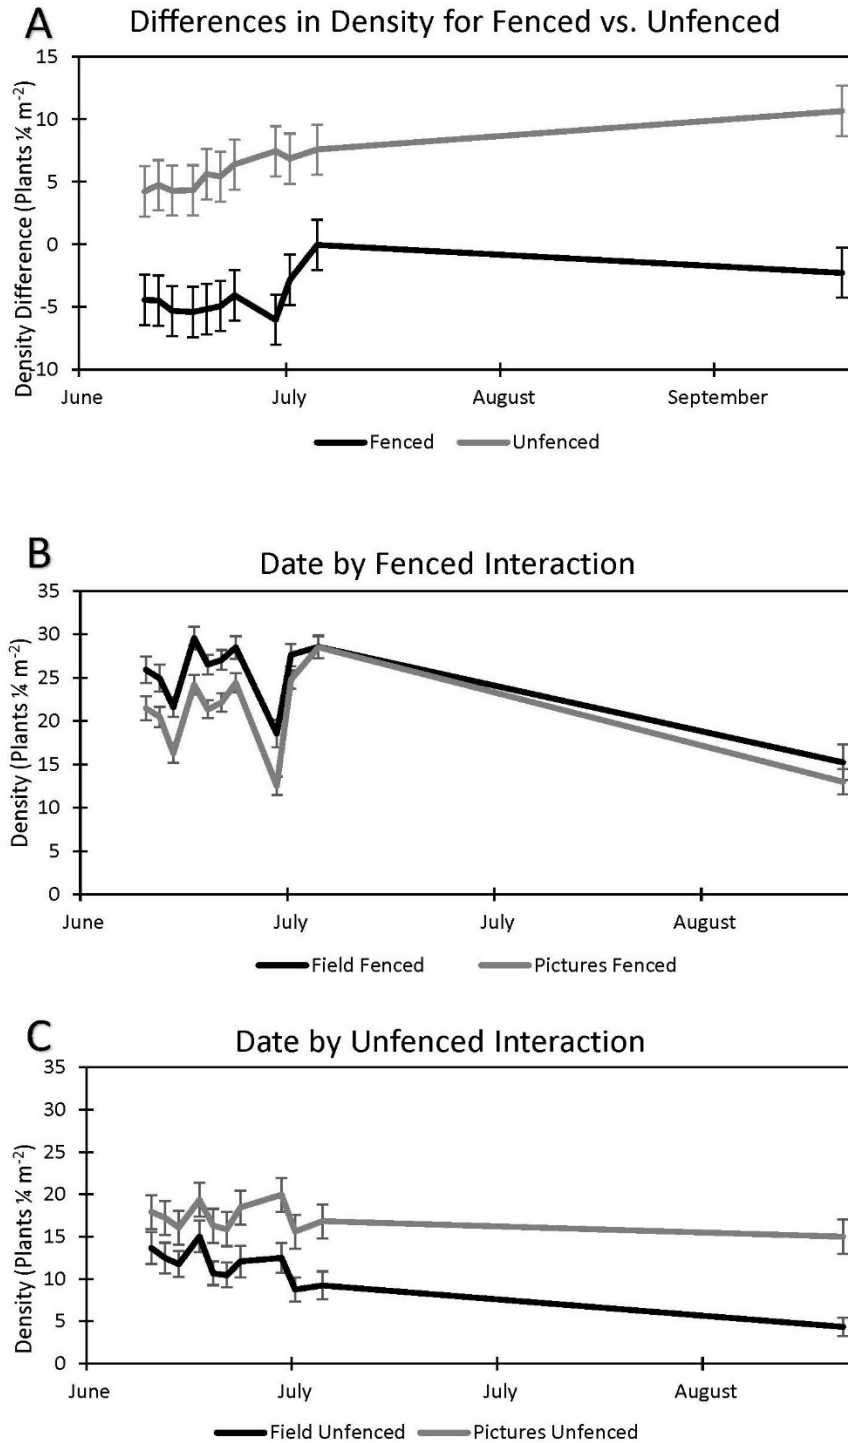 A
Differences in Density for Fenced vs. Unfenced
Density Difference (Plants ¼ m⁻²)
15
10
5
0
-5
-10
June July August September
Fenced Unfenced
B
Date by Fenced Interaction
Density (Plants ¼ m⁻²)
35
30
25
20
15
10
5
0
June July July August
Field Fenced Pictures Fenced
C
Date by Unfenced Interaction
Density (Plants ¼ m⁻²)
35
30
25
20
15
10
5
0
June July July August
Field Unfenced Pictures Unfenced